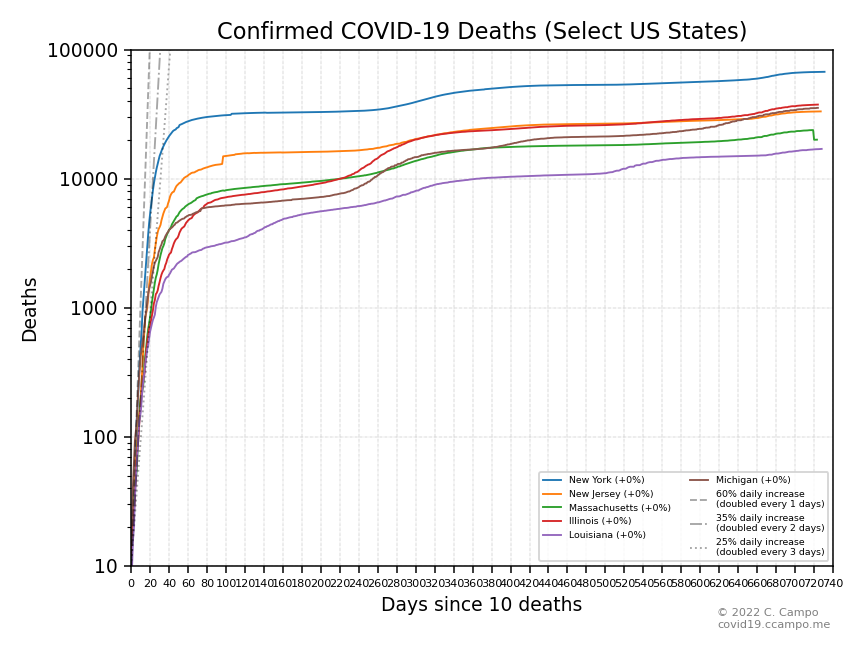 Confirmed COVID-19 Deaths (Select US States)
100000
10000
1000
100
10
Deaths
0 20 40 60 80 100 120 140 160 180 200 220 240 260 280 300 320 340 360 380 400 420 440 460 480 500 520 540 560 580 600 620 640 660 680 700 720 740
Days since 10 deaths
New York (+0%)
New Jersey (+0%)
Massachusetts (+0%)
Illinois (+0%)
Louisiana (+0%)
Michigan (+0%)
60% daily increase
(doubled every 1 days)
35% daily increase
(doubled every 2 days)
25% daily increase
(doubled every 3 days)
© 2022 C. Campo
covid19.ccampo.me